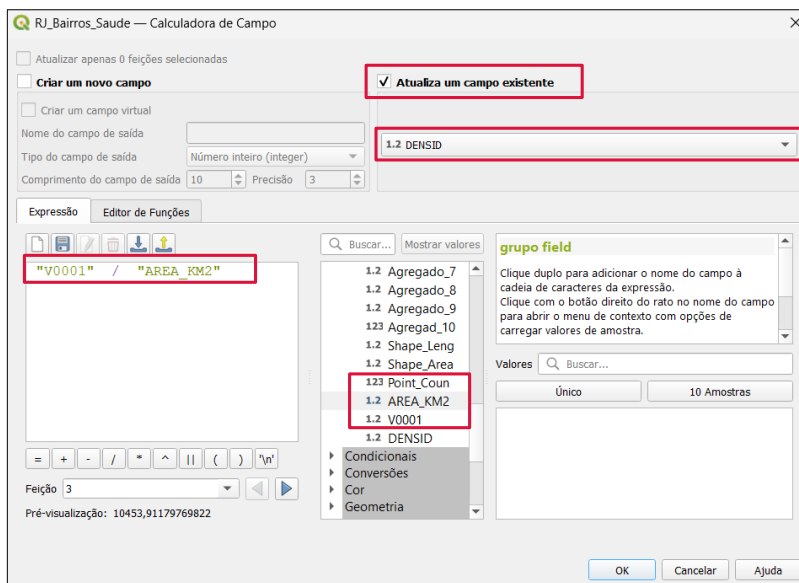 RJ_Bairros_Saude — Calculadora de Campo
Atualizar apenas 0 feições selecionadas
Criar um novo campo
Atualiza um campo existente
Criar um campo virtual
Nome do campo de saída
Tipo do campo de saída Número inteiro (integer)
Comprimento do campo de saída 10 Precisão 3
1.2 DENSID
Expressão Editor de Funções
"V0001" / "AREA_KM2"
= + - / * ^ || ( ) '\n'
Feição 3
Pré-visualização: 10453,91179769822
Buscar... Mostrar valores
1.2 Agregado_7
1.2 Agregado_8
1.2 Agregado_9
123 Agregad_10
1.2 Shape_Leng
1.2 Shape_Area
123 Point_Coun
1.2 AREA_KM2
1.2 V0001
1.2 DENSID
Condicionais
Conversões
Cor
Geometria
grupo field
Clique duplo para adicionar o nome do campo à
cadeia de caracteres da expressão.
Clique com o botão direito do rato no nome do campo
para abrir o menu de contexto com opções de
carregar valores de amostra.
Valores Buscar...
Único 10 Amostras
OK Cancelar Ajuda